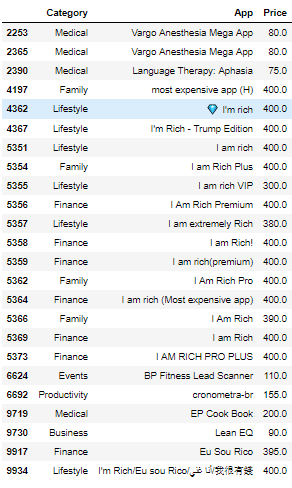 Category App Price
2253 Medical Vargo Anesthesia Mega App 80.0
2365 Medical Vargo Anesthesia Mega App 80.0
2390 Medical Language Therapy: Aphasia 75.0
4197 Family most expensive app (H) 400.0
4362 Lifestyle 💎 I'm rich 400.0
4367 Lifestyle I'm Rich - Trump Edition 400.0
5351 Lifestyle I am rich 400.0
5354 Family I am Rich Plus 400.0
5355 Lifestyle I am rich VIP 300.0
5356 Finance I Am Rich Premium 400.0
5357 Lifestyle I am extremely Rich 380.0
5358 Finance I am Rich! 400.0
5359 Finance I am rich(premium) 400.0
5362 Family I Am Rich Pro 400.0
5364 Finance I am rich (Most expensive app) 400.0
5366 Family I Am Rich 390.0
5369 Finance I am Rich 400.0
5373 Finance I AM RICH PRO PLUS 400.0
6624 Events BP Fitness Lead Scanner 110.0
6692 Productivity cronometra-br 155.0
9719 Medical EP Cook Book 200.0
9730 Business Lean EQ 90.0
9917 Finance Eu Sou Rico 395.0
9934 Lifestyle I'm Rich/Eu sou Rico/أنا غني/我很有錢 400.0